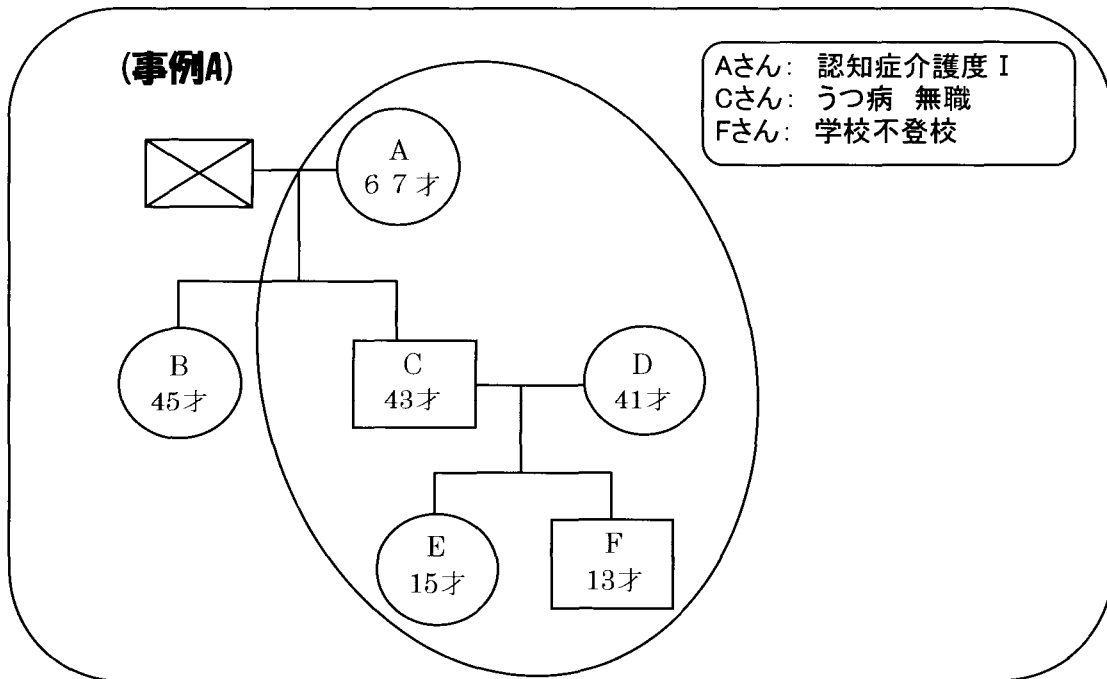 (事例A)
Aさん： 認知症介護度Ⅰ
Cさん： うつ病 無職
Fさん： 学校不登校
A
６７才
B
45才
C
43才
D
41才
E
15才
F
13才